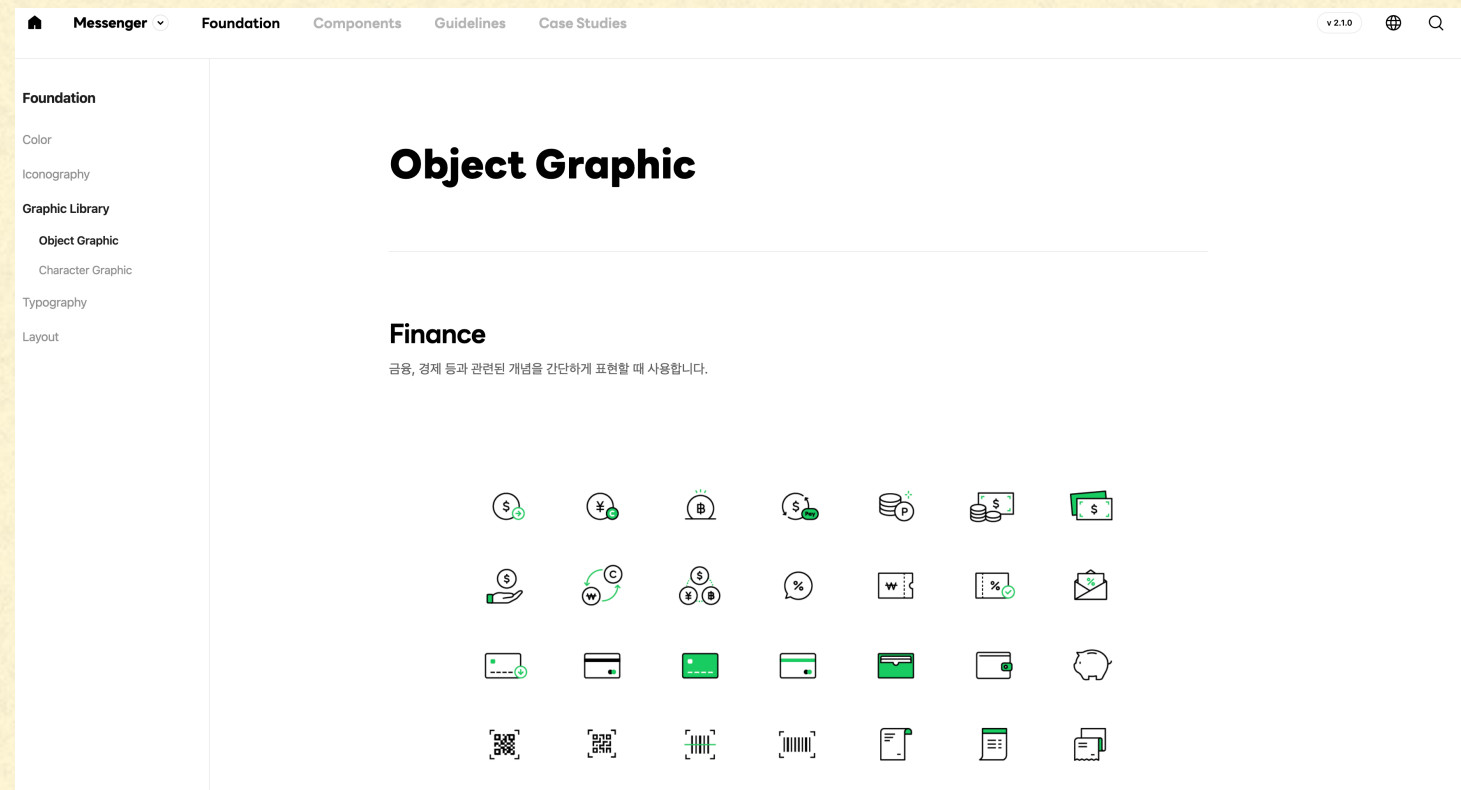 Messenger
Foundation
Components
Guidelines
Case Studies
v 2.1.0
Foundation
Color
Iconography
Graphic Library
Object Graphic
Character Graphic
Typography
Layout
Object Graphic
Finance
금융, 경제 등과 관련된 개념을 간단하게 표현할 때 사용합니다.
$
¥ C
฿
$ Pay
P
$
$
$
C ₩
$ ¥ ฿
%
₩
%
%